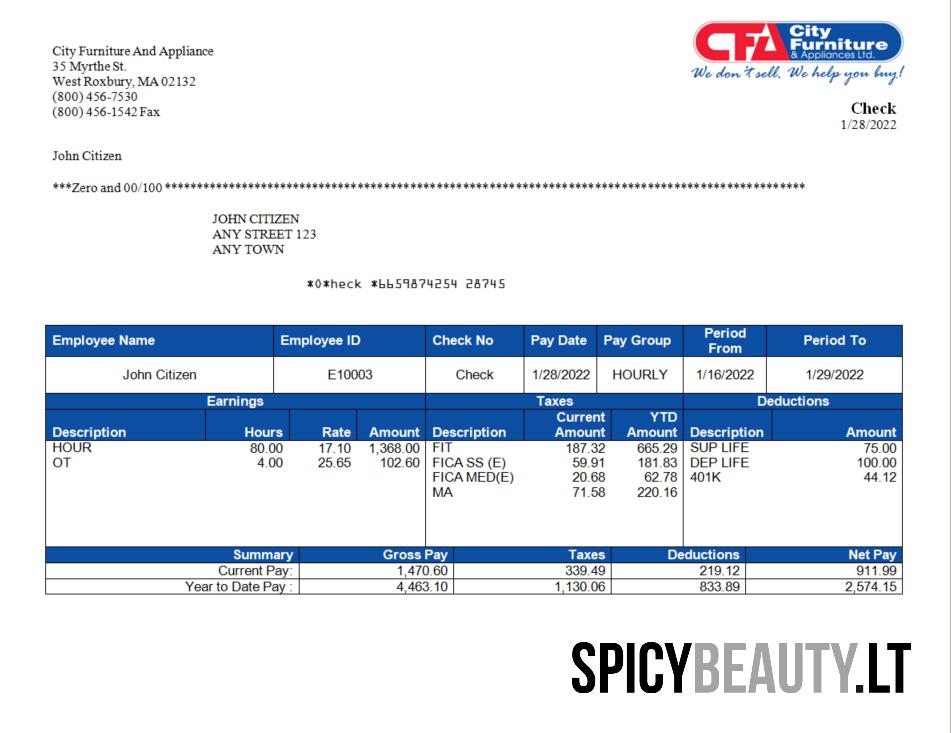 City Furniture And Appliance
35 Myrthe St.
West Roxbury, MA 02132
(800) 456-7530
(800) 456-1542 Fax
CFA City Furniture & Appliances Ltd.
We don't sell. We help you buy!
Check
1/28/2022
John Citizen
***Zero and 00/100 ****************************************************************************************************
JOHN CITIZEN
ANY STREET 123
ANY TOWN
*0*heck *6659874254 28745
Employee Name Employee ID Check No Pay Date Pay Group Period From Period To
John Citizen E10003 Check 1/28/2022 HOURLY 1/16/2022 1/29/2022
Earnings Taxes Deductions
Description Hours Rate Amount Description Current Amount YTD Amount Description Amount
HOUR 80.00 17.10 1,368.00 FIT 187.32 665.29 SUP LIFE 75.00
OT 4.00 25.65 102.60 FICA SS (E) 59.91 181.83 DEP LIFE 100.00
FICA MED(E) 20.68 62.78 401K 44.12
MA 71.58 220.16
Summary Gross Pay Taxes Deductions Net Pay
Current Pay: 1,470.60 339.49 219.12 911.99
Year to Date Pay : 4,463.10 1,130.06 833.89 2,574.15
SPICYBEAUTY.LT